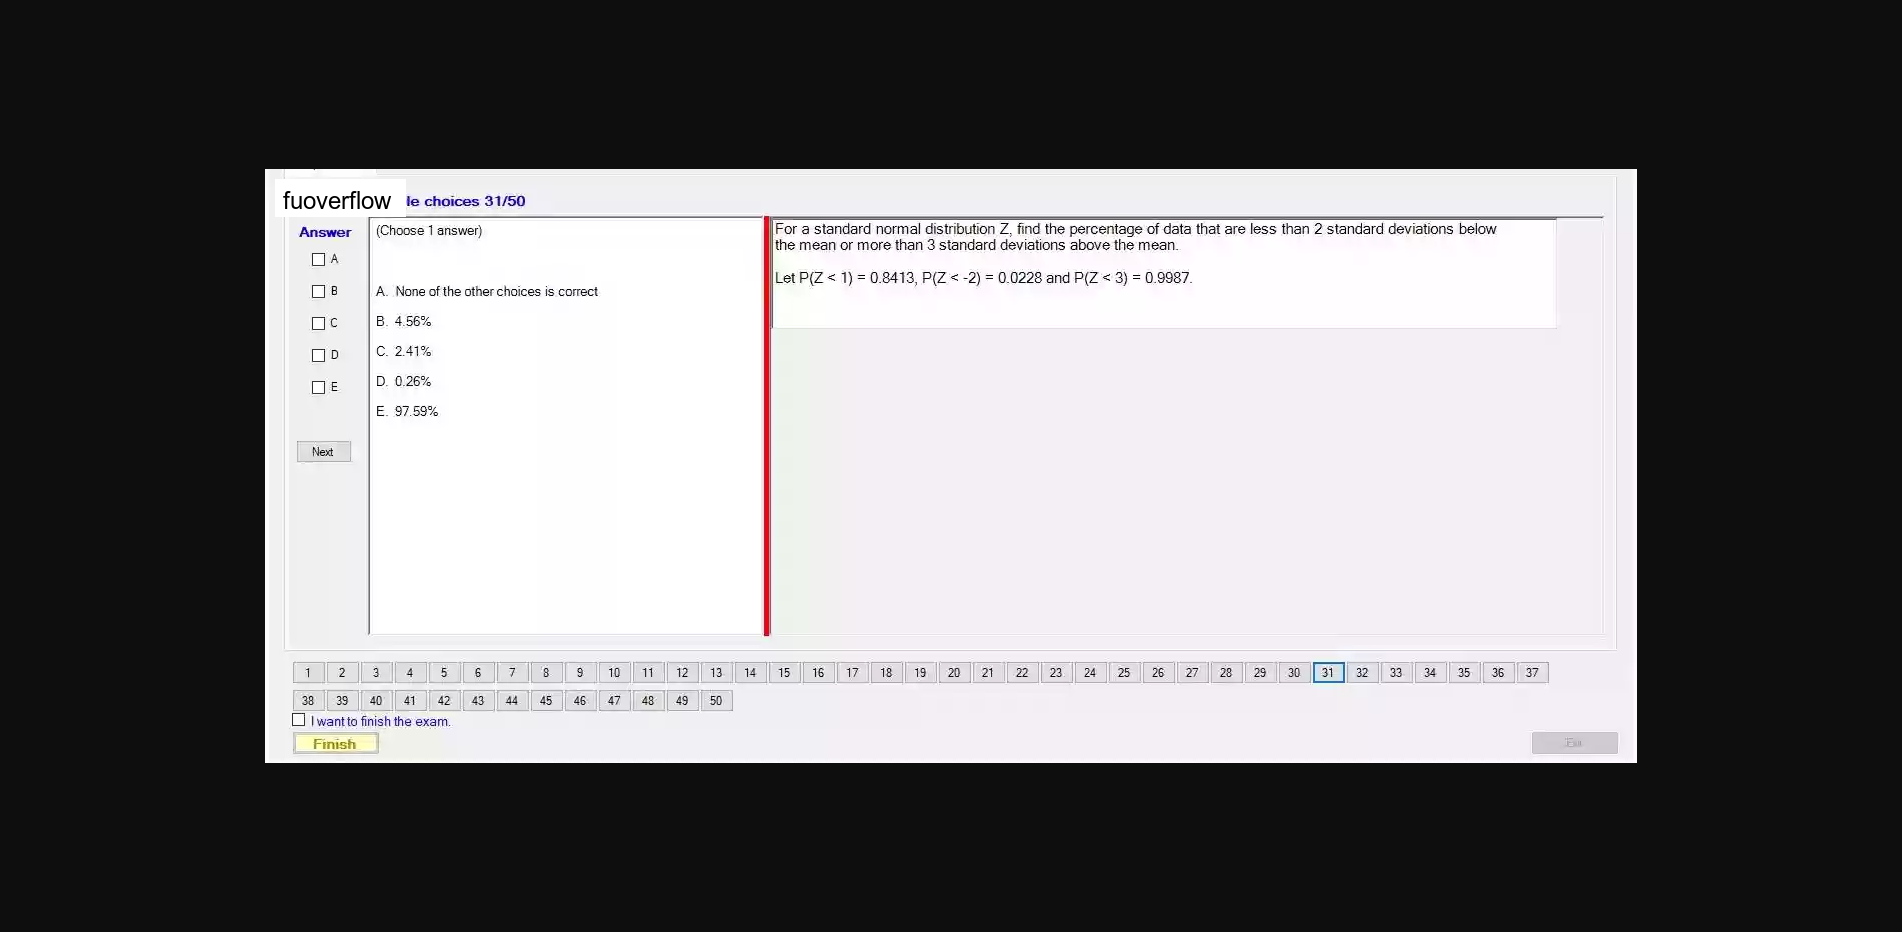 fuoverflow
le choices 31/50
Answer
(Choose 1 answer)
A
B
C
D
E
Next
A. None of the other choices is correct
B. 4.56%
C. 2.41%
D. 0.26%
E. 97.59%
For a standard normal distribution Z, find the percentage of data that are less than 2 standard deviations below
the mean or more than 3 standard deviations above the mean.
Let P(Z < 1) = 0.8413, P(Z < -2) = 0.0228 and P(Z < 3) = 0.9987.
1 2 3 4 5 6 7 8 9 10 11 12 13 14 15 16 17 18 19 20 21 22 23 24 25 26 27 28 29 30 31 32 33 34 35 36 37
38 39 40 41 42 43 44 45 46 47 48 49 50
I want to finish the exam.
Finish